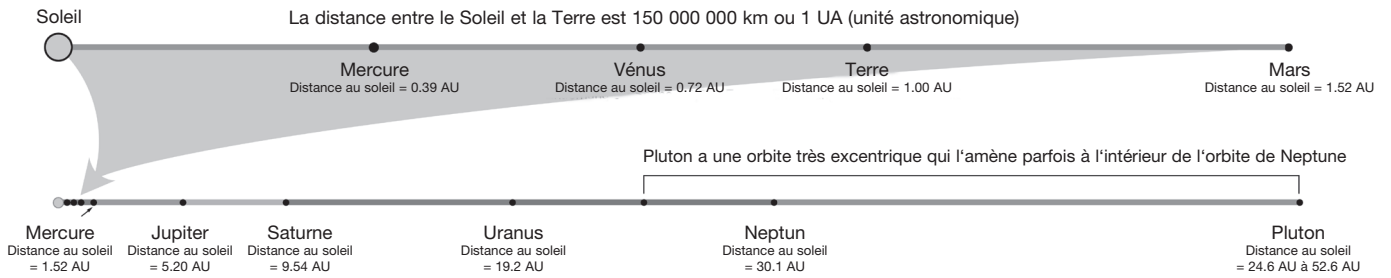 Soleil
La distance entre le Soleil et la Terre est 150 000 000 km ou 1 UA (unité astronomique)
Mercure
Distance au soleil = 0.39 AU
Vénus
Distance au soleil = 0.72 AU
Terre
Distance au soleil = 1.00 AU
Mars
Distance au soleil = 1.52 AU
Pluton a une orbite très excentrique qui l‘amène parfois à l‘intérieur de l‘orbite de Neptune
Mercure
Distance au soleil
= 1.52 AU
Jupiter
Distance au soleil
= 5.20 AU
Saturne
Distance au soleil
= 9.54 AU
Uranus
Distance au soleil
= 19.2 AU
Neptun
Distance au soleil
= 30.1 AU
Pluton
Distance au soleil
= 24.6 AU à 52.6 AU